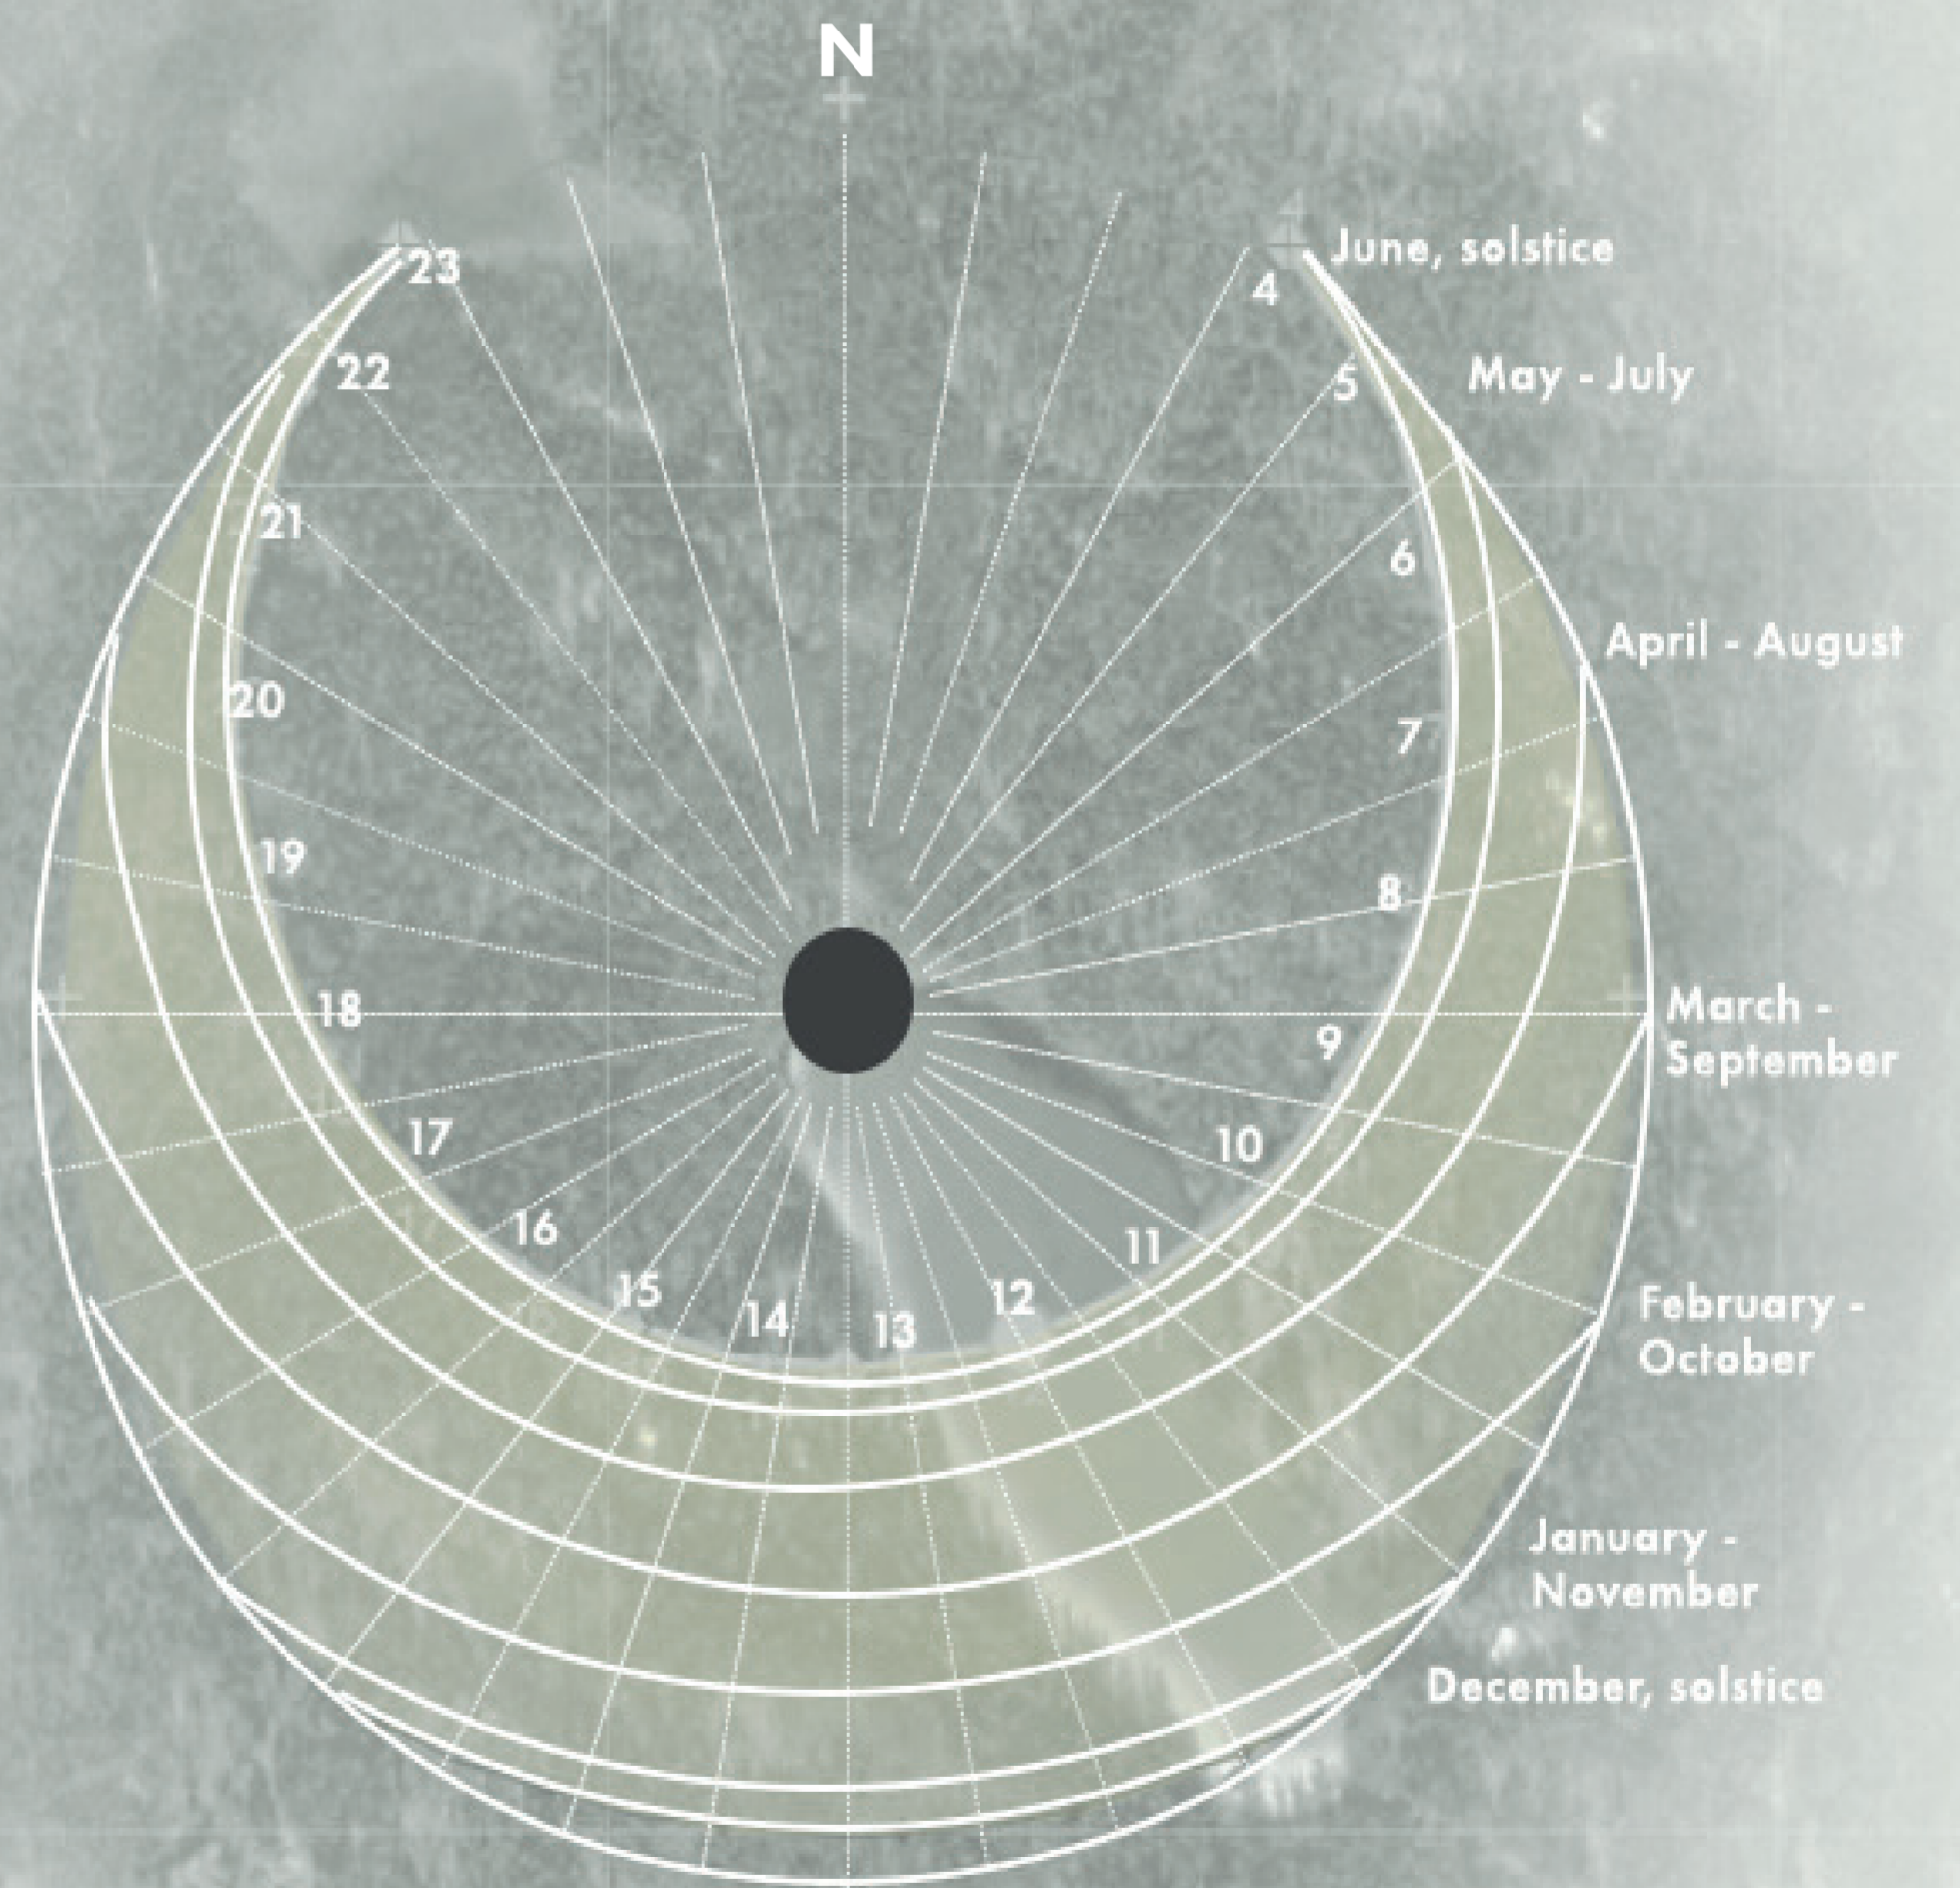 N
23
June, solstice
4
22
5
May - July
21
6
April - August
20
7
19
8
18
9
March -
September
17
10
16
11
15
14
13
12
February -
October
January -
November
December, solstice